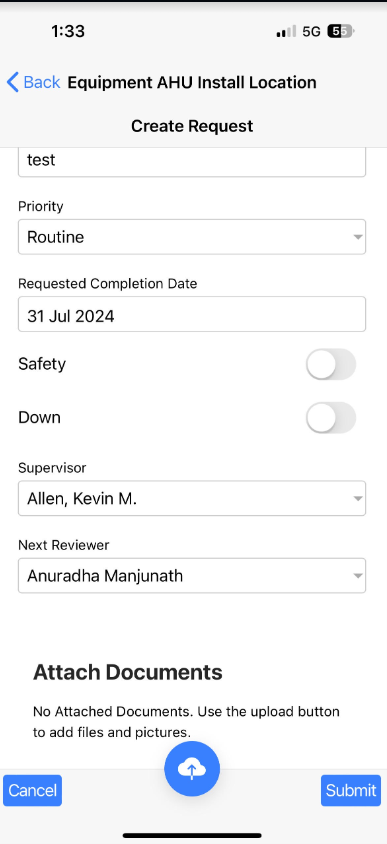 1:33
5G 55
Back Equipment AHU Install Location
Create Request
test
Priority
Routine
Requested Completion Date
31 Jul 2024
Safety
Down
Supervisor
Allen, Kevin M.
Next Reviewer
Anuradha Manjunath
Attach Documents
No Attached Documents. Use the upload button
to add files and pictures.
Cancel
Submit